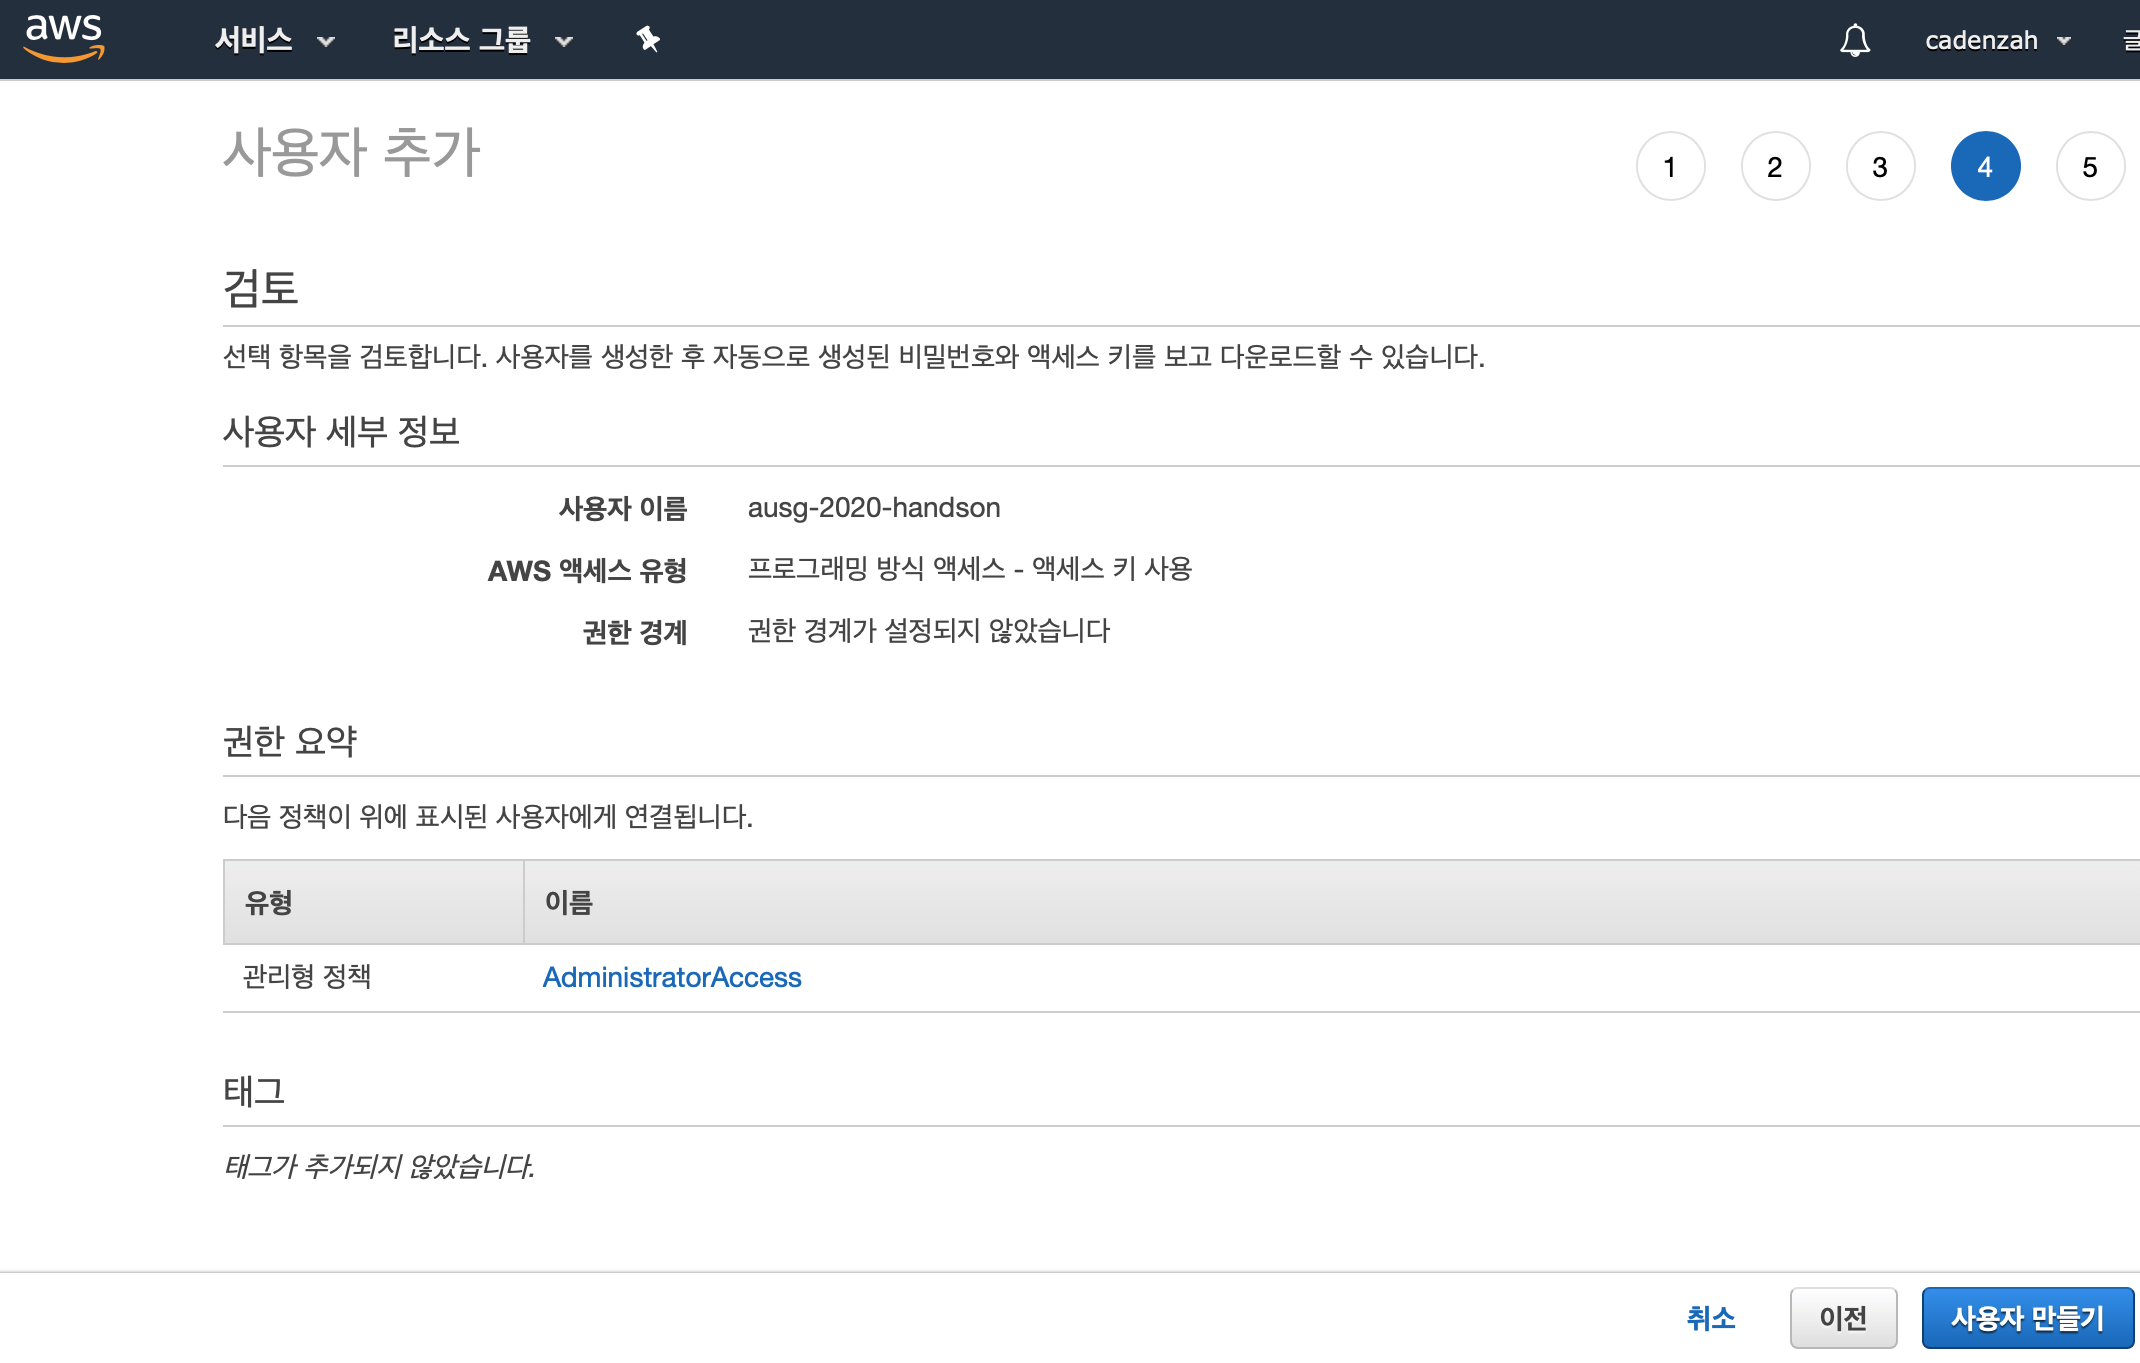 aws 서비스 리소스 그룹 cadenzah
사용자 추가 1 2 3 4 5
검토
선택 항목을 검토합니다. 사용자를 생성한 후 자동으로 생성된 비밀번호와 액세스 키를 보고 다운로드할 수 있습니다.
사용자 세부 정보
사용자 이름 ausg-2020-handson
AWS 액세스 유형 프로그래밍 방식 액세스 - 액세스 키 사용
권한 경계 권한 경계가 설정되지 않았습니다
권한 요약
다음 정책이 위에 표시된 사용자에게 연결됩니다.
유형 이름
관리형 정책 AdministratorAccess
태그
태그가 추가되지 않았습니다.
취소 이전 사용자 만들기